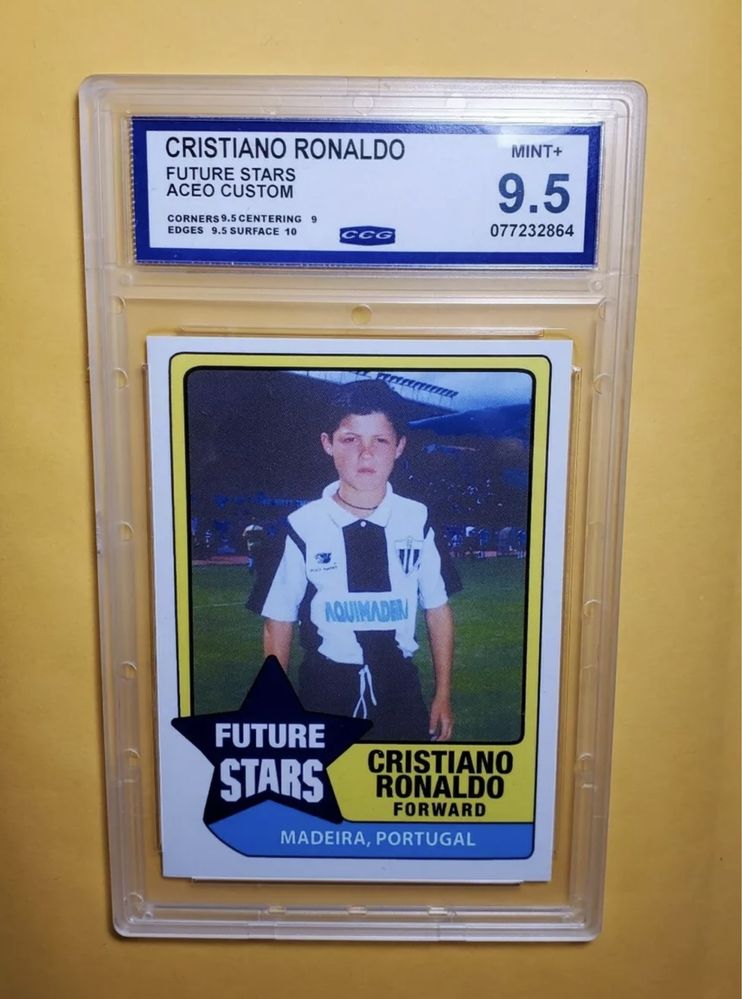 CRISTIANO RONALDO
FUTURE STARS
ACEO CUSTOM
CORNERS 9.5 CENTERING 9
EDGES 9.5 SURFACE 10
CCG
MINT+
9.5
077232864
AQUIMADEIRA
FUTURE
STARS
CRISTIANO
RONALDO
FORWARD
MADEIRA, PORTUGAL